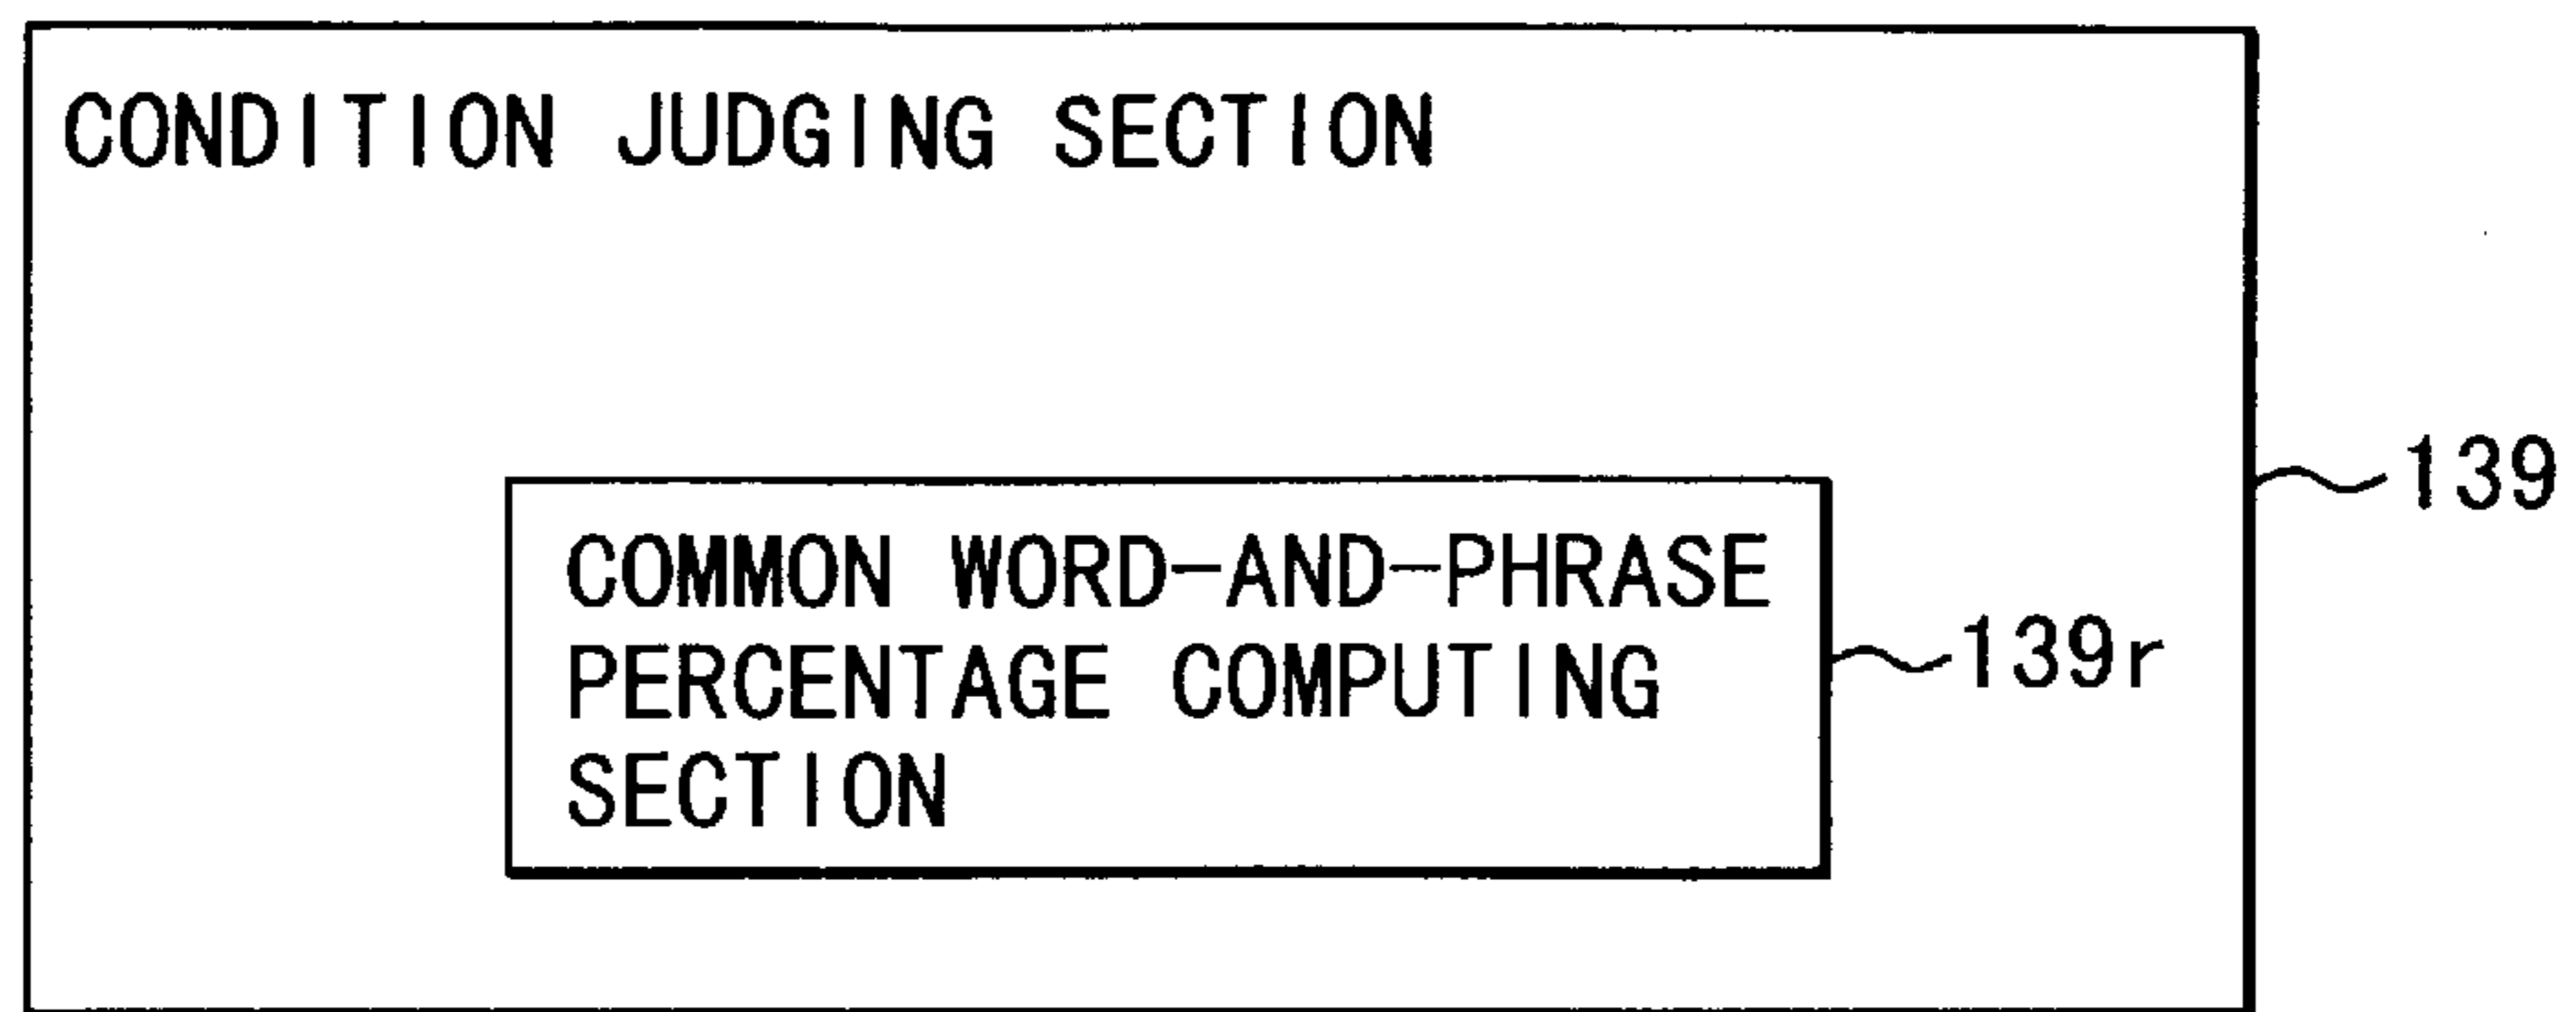 CONDITION JUDGING SECTION
139
COMMON WORD-AND-PHRASE
PERCENTAGE COMPUTING
SECTION
139r